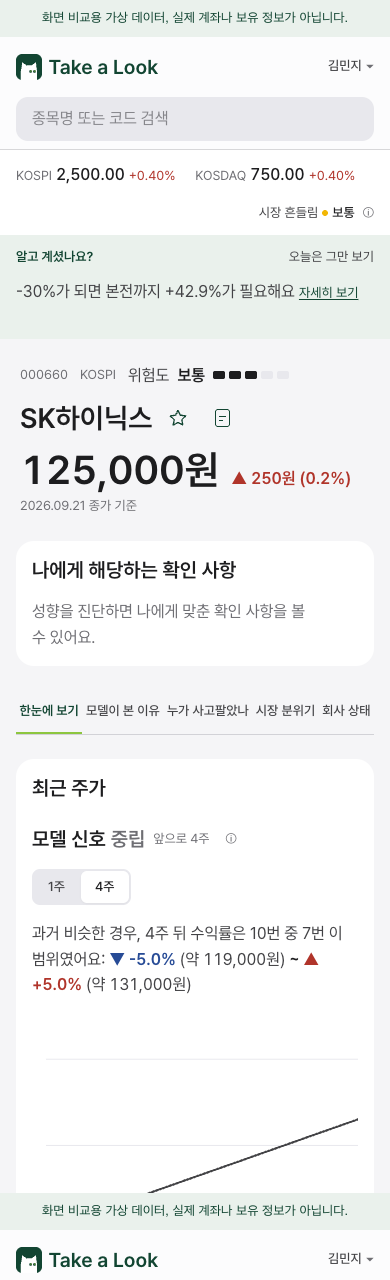 화면 비교용 가상 데이터, 실제 계좌나 보유 정보가 아닙니다.
Take a Look
김민지
종목명 또는 코드 검색
KOSPI 2,500.00 +0.40% KOSDAQ 750.00 +0.40%
시장 흔들림 보통
알고 계셨나요? 오늘은 그만 보기
-30%가 되면 본전까지 +42.9%가 필요해요 자세히 보기
000660 KOSPI 위험도 보통
SK하이닉스
125,000원 ▲ 250원 (0.2%)
2026.09.21 종가 기준
나에게 해당하는 확인 사항
성향을 진단하면 나에게 맞춘 확인 사항을 볼
수 있어요.
한눈에 보기 모델이 본 이유 누가 사고팔았나 시장 분위기 회사 상태
최근 주가
모델 신호 중립 앞으로 4주
1주 4주
과거 비슷한 경우, 4주 뒤 수익률은 10번 중 7번 이
범위였어요: ▼ -5.0% (약 119,000원) ~ ▲
+5.0% (약 131,000원)
화면 비교용 가상 데이터, 실제 계좌나 보유 정보가 아닙니다.
Take a Look
김민지